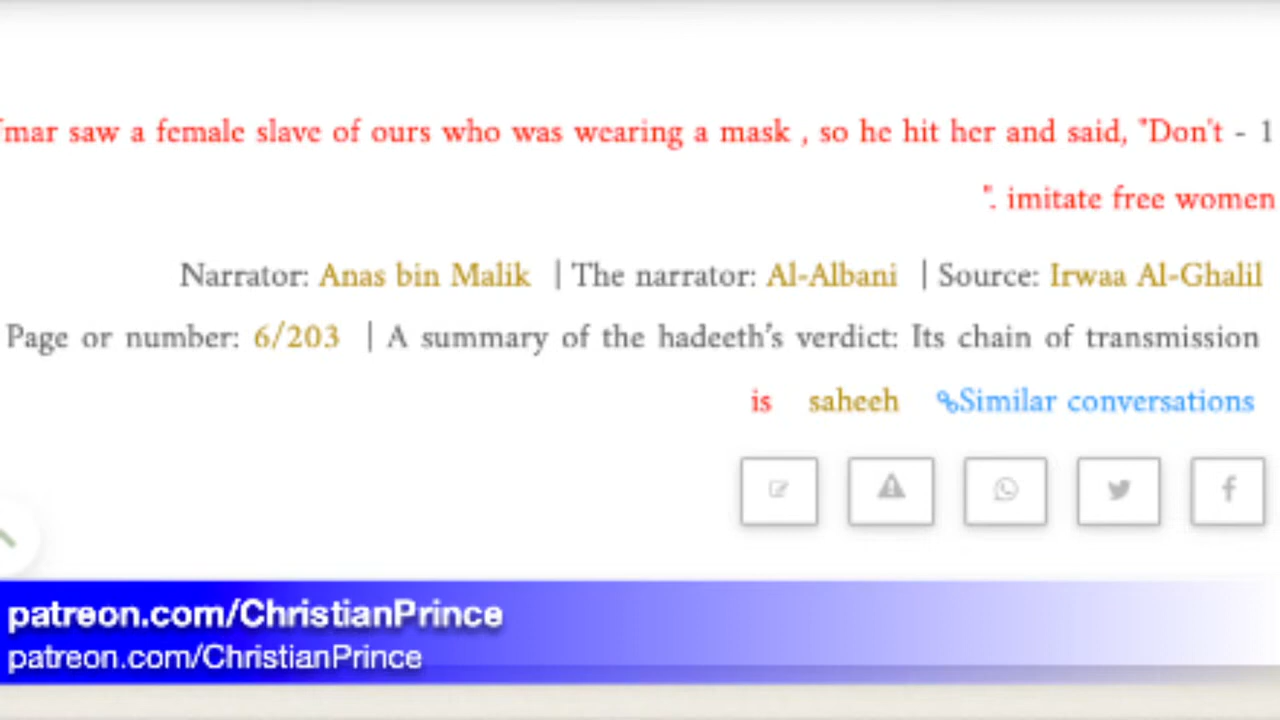 mar saw a female slave of ours who was wearing a mask , so he hit her and said, "Don't - 1
". imitate free women
Narrator: Anas bin Malik | The narrator: Al-Albani | Source: Irwaa Al-Ghalil
Page or number: 6/203 | A summary of the hadeeth's verdict: Its chain of transmission
is saheeh Similar conversations
patreon.com/ChristianPrince
patreon.com/ChristianPrince